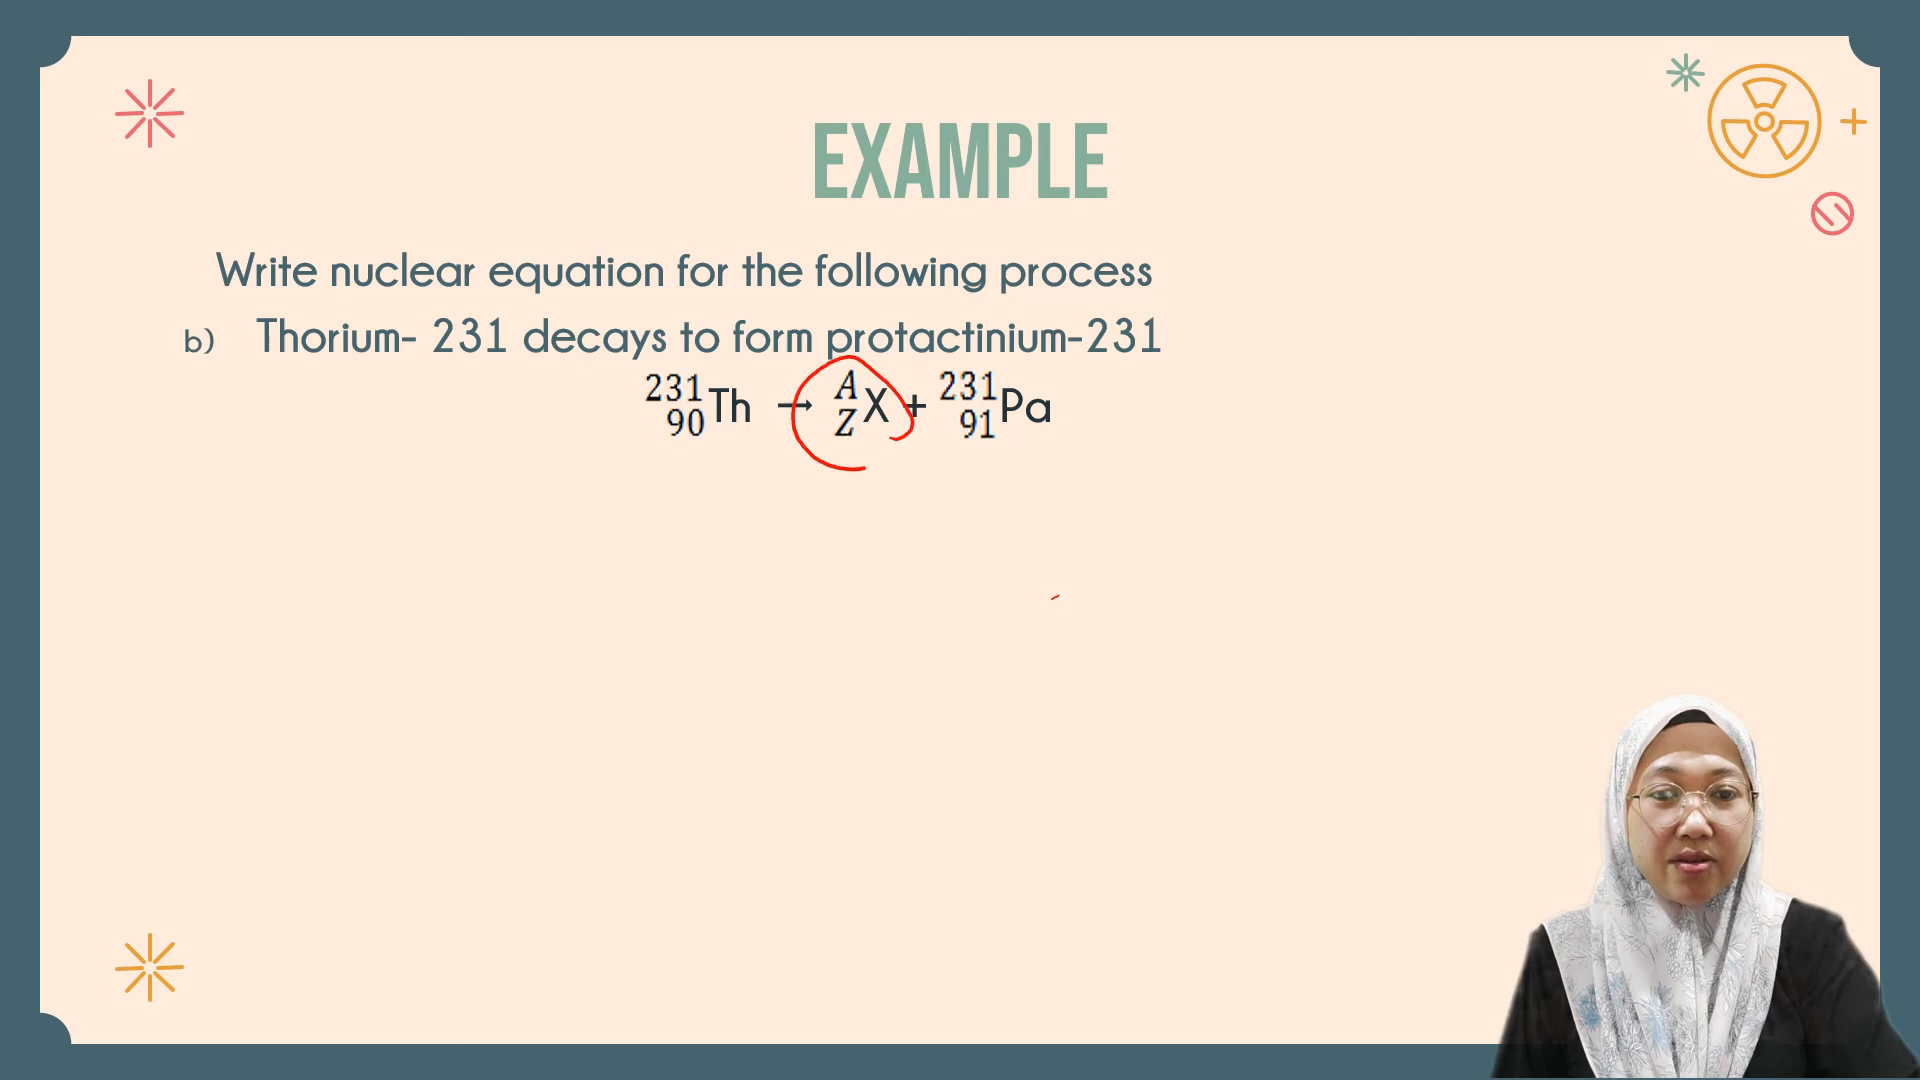 EXAMPLE
Write nuclear equation for the following process
b) Thorium- 231 decays to form protactinium-231
²³¹₉₀Th → ᴬ_Z X + ²³¹₉₁Pa